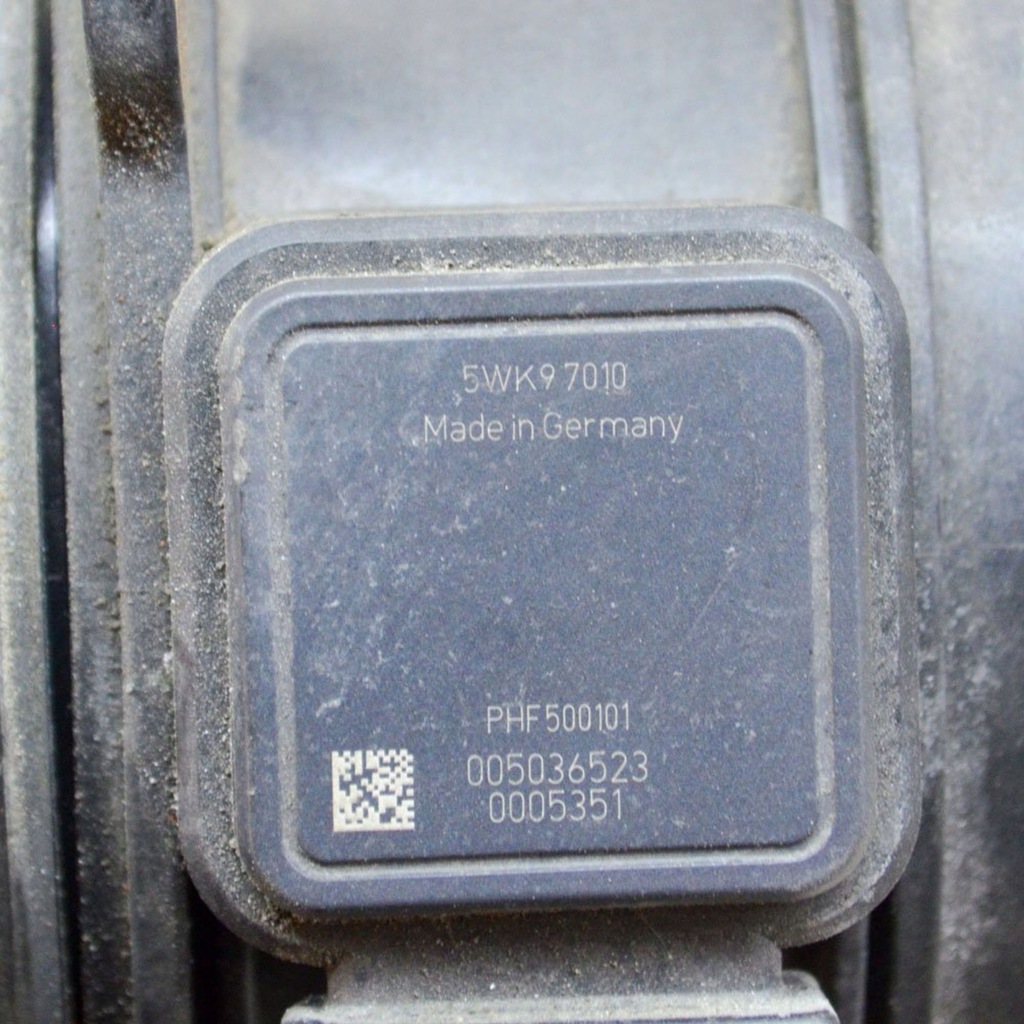 5WK9 7010
Made in Germany
PHF500101
005036523
0005351